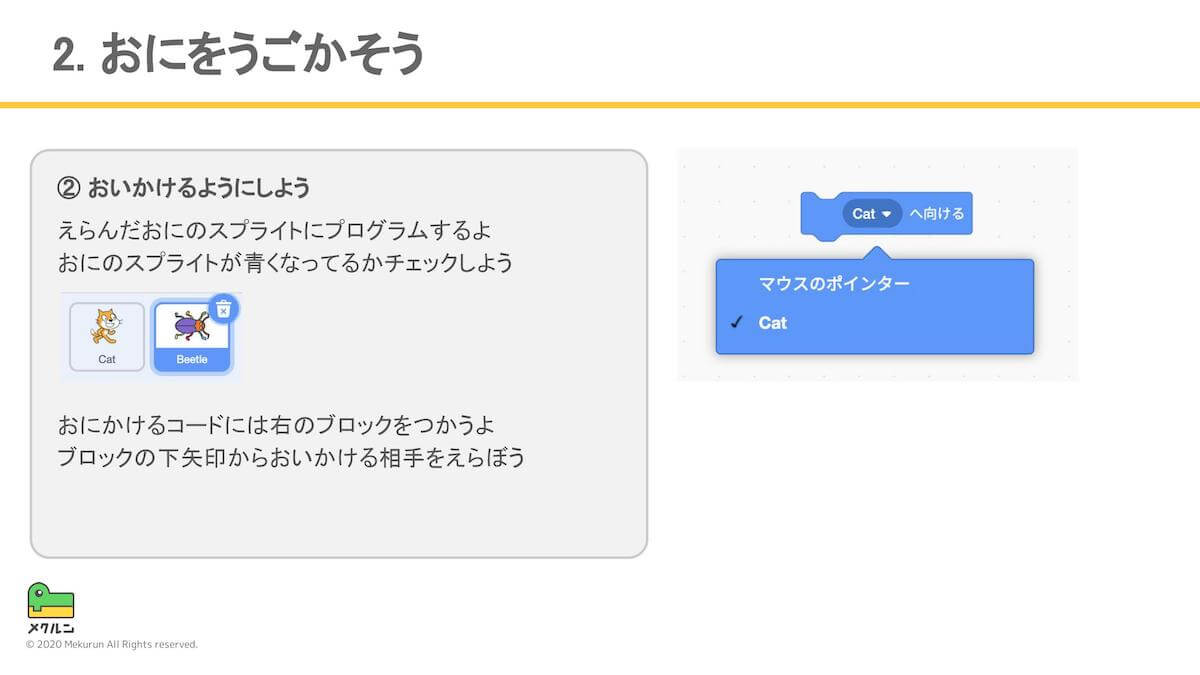 2. おにをうごかそう
② おいかけるようにしよう
えらんだおにのスプライトにプログラムするよ
おにのスプライトが青くなってるかチェックしよう
Cat
Beetle
おにかけるコードには右のブロックをつかうよ
ブロックの下矢印からおいかける相手をえらぼう
Cat へ向ける
マウスのポインター
Cat
メクルン
© 2020 Mekurun All Rights reserved.